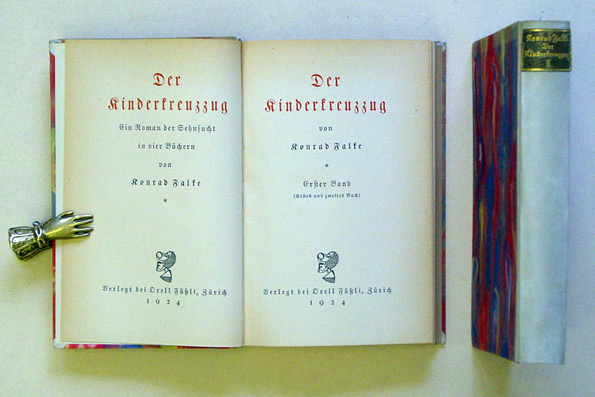 Der
Kinderkreuzzug
Ein Roman der Sehnsucht
in vier Büchern
von
Konrad Falke
*
Verlegt bei Orell Füßli, Zürich
1924
Der
Kinderkreuzzug
von
Konrad Falke
*
Erster Band
(Erstes und zweites Buch)
Verlegt bei Orell Füßli, Zürich
1924
Konrad Falke
Der
Kinderkreuzzug
I